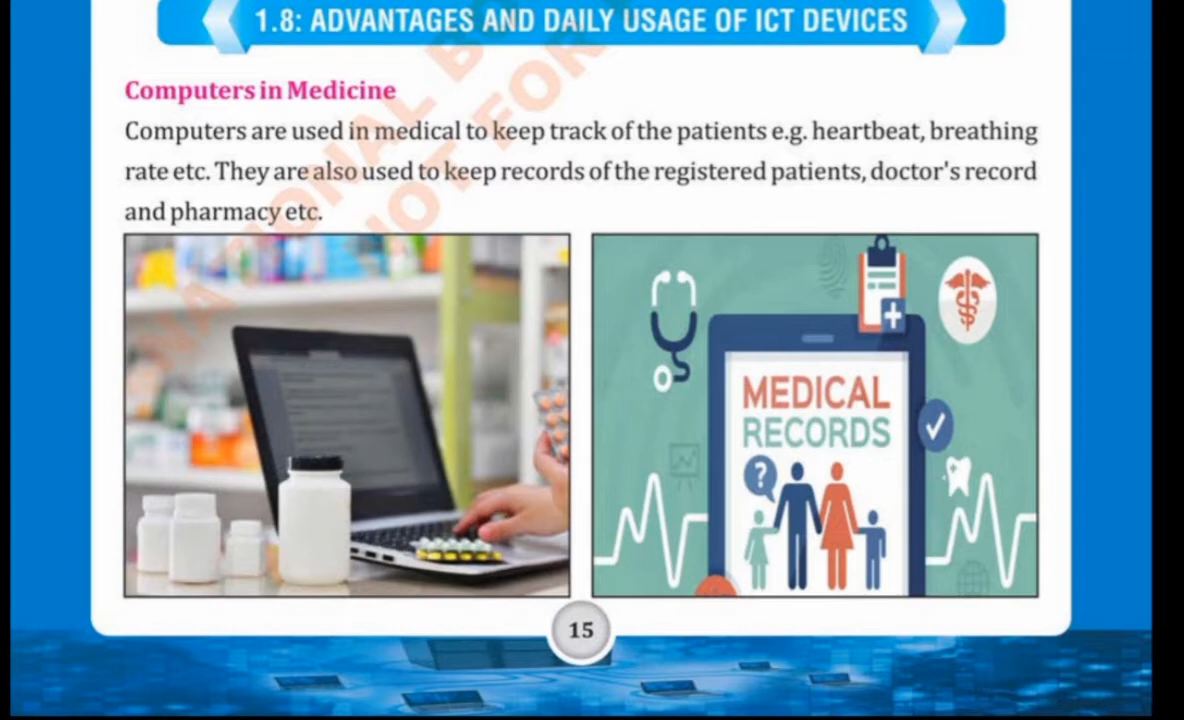 1.8: ADVANTAGES AND DAILY USAGE OF ICT DEVICES
Computers in Medicine
Computers are used in medical to keep track of the patients e.g. heartbeat, breathing
rate etc. They are also used to keep records of the registered patients, doctor's record
and pharmacy etc.
MEDICAL
RECORDS
?
15